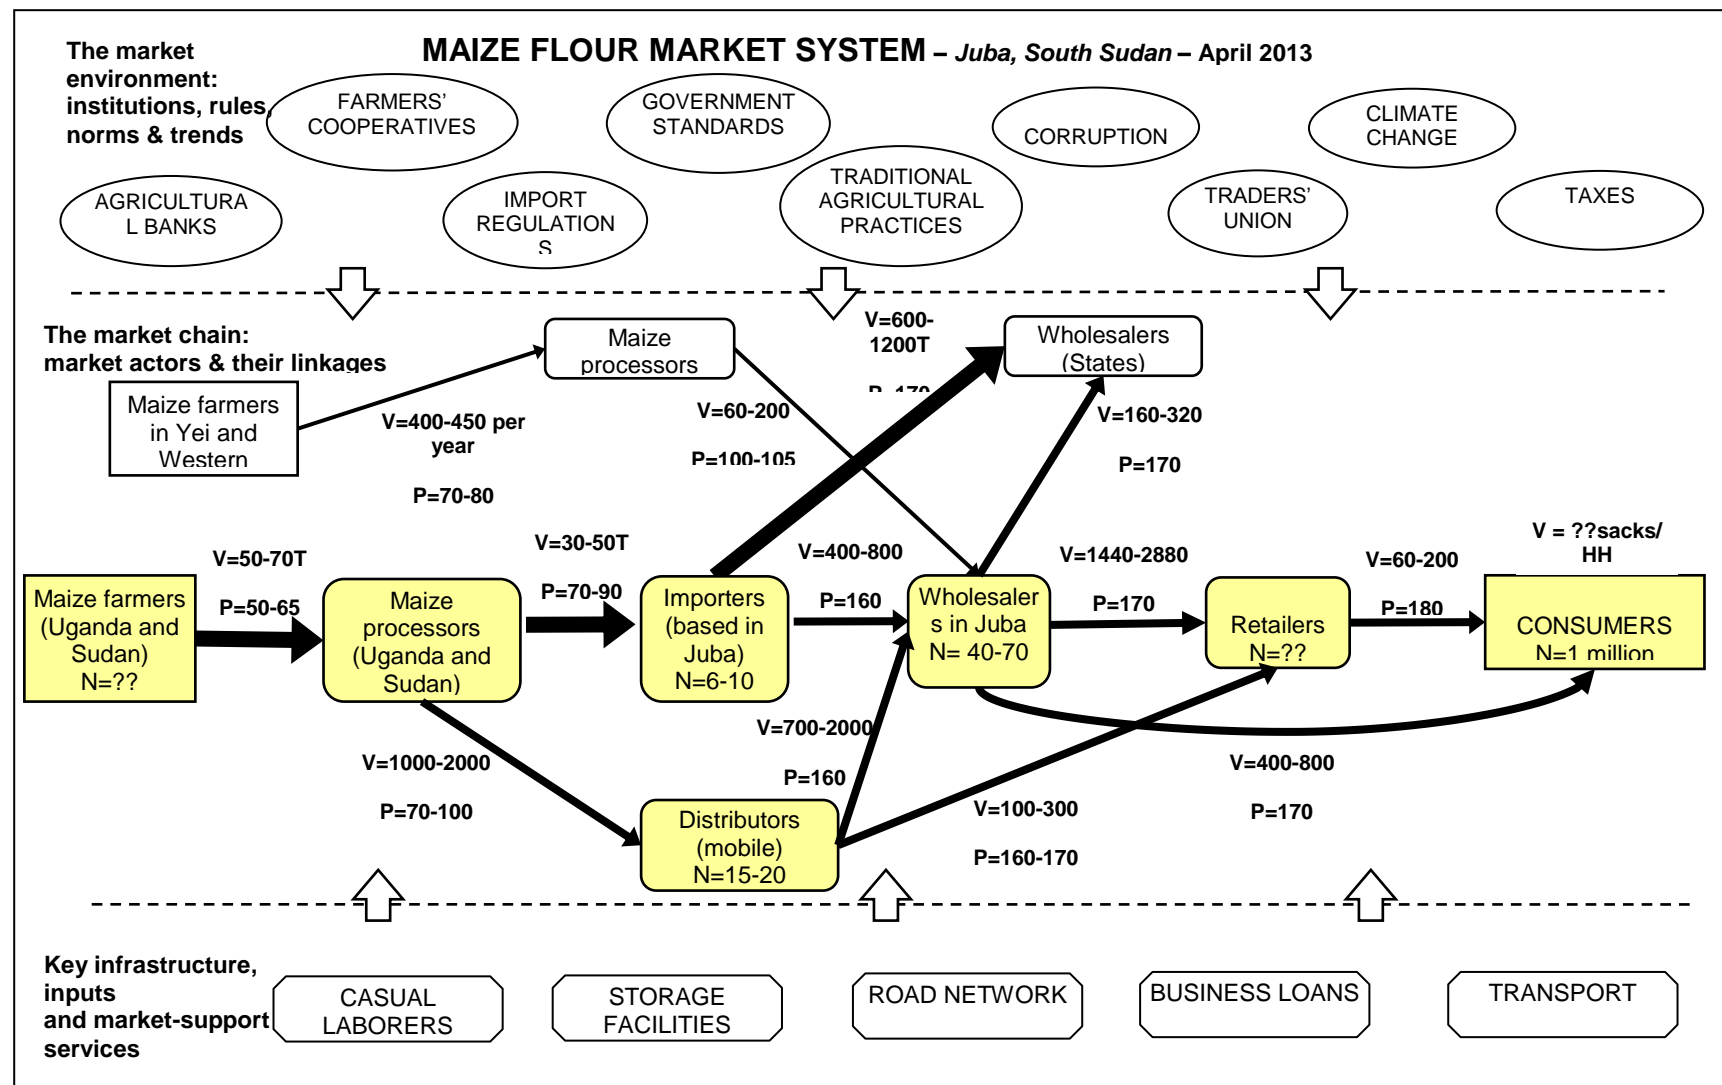 The market
environment:
institutions, rules,
norms & trends
MAIZE FLOUR MARKET SYSTEM – Juba, South Sudan – April 2013
FARMERS'
COOPERATIVES
GOVERNMENT
STANDARDS
CORRUPTION
CLIMATE
CHANGE
AGRICULTURA
L BANKS
IMPORT
REGULATION
S
TRADITIONAL
AGRICULTURAL
PRACTICES
TRADERS'
UNION
TAXES
The market chain:
market actors & their linkages
Maize
processors
V=600-
1200T
P=170
Wholesalers
(States)
Maize farmers
in Yei and
Western
V=400-450 per
year
P=70-80
V=60-200
P=100-105
V=160-320
P=170
V=50-70T
P=50-65
V=30-50T
P=70-90
V=400-800
P=160
V=1440-2880
P=170
V=60-200
P=180
V = ??sacks/
HH
Maize farmers
(Uganda and
Sudan)
N=??
Maize
processors
(Uganda and
Sudan)
Importers
(based in
Juba)
N=6-10
Wholesaler
s in Juba
N= 40-70
Retailers
N=??
CONSUMERS
N=1 million
V=1000-2000
P=70-100
V=700-2000
P=160
Distributors
(mobile)
N=15-20
V=100-300
P=160-170
V=400-800
P=170
Key infrastructure,
inputs
and market-support
services
CASUAL
LABORERS
STORAGE
FACILITIES
ROAD NETWORK
BUSINESS LOANS
TRANSPORT